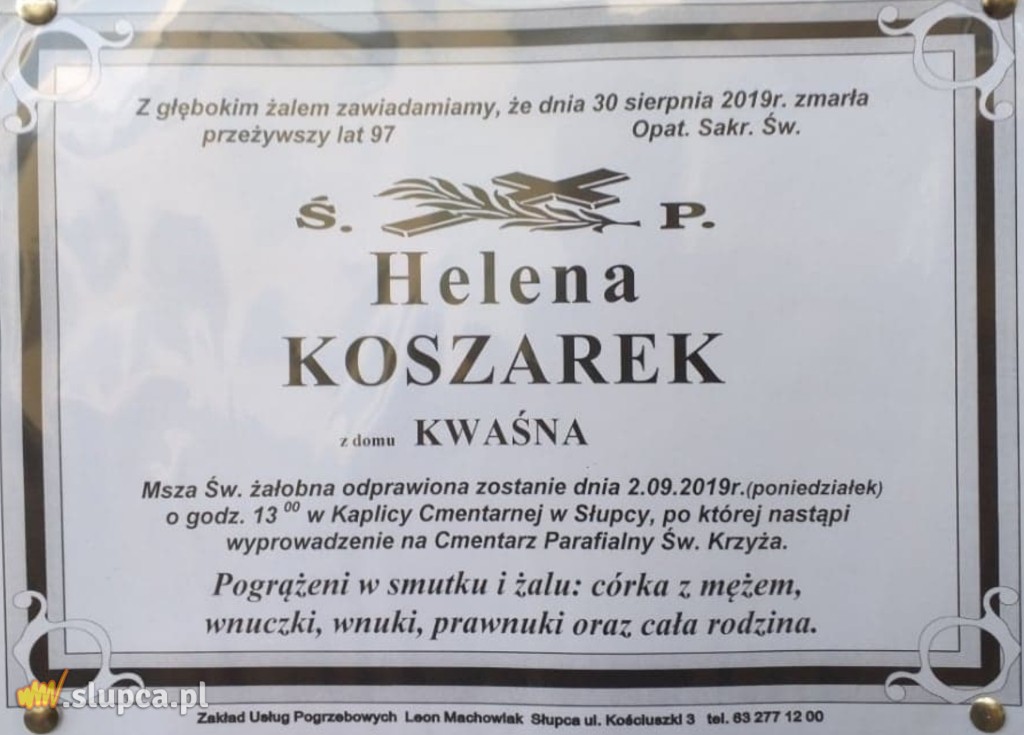 Z głębokim żalem zawiadamiamy, że dnia 30 sierpnia 2019r. zmarła
przeżywszy lat 97 Opat. Sakr. Św.
Ś. P.
Helena
KOSZAREK
z domu KWAŚNA
Msza Św. żałobna odprawiona zostanie dnia 2.09.2019r.(poniedziałek)
o godz. 13 00 w Kaplicy Cmentarnej w Słupcy, po której nastąpi
wyprowadzenie na Cmentarz Parafialny Św. Krzyża.
Pogrążeni w smutku i żalu: córka z mężem,
wnuczki, wnuki, prawnuki oraz cała rodzina.
www.slupca.pl
Zakład Usług Pogrzebowych Leon Machowiak Słupca ul. Kościuszki 3 tel. 63 277 12 00